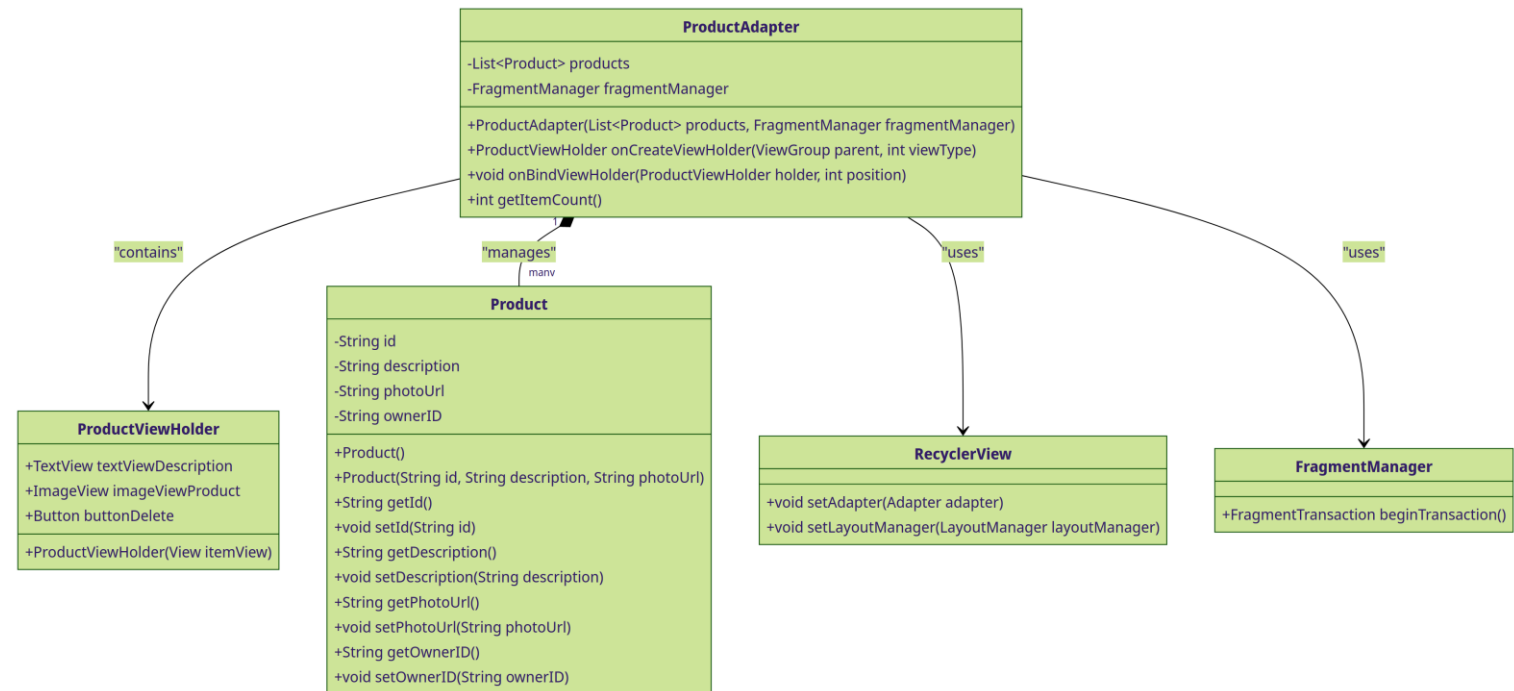 ProductAdapter
-List<Product> products
-FragmentManager fragmentManager
+ProductAdapter(List<Product> products, FragmentManager fragmentManager)
+ProductViewHolder onCreateViewHolder(ViewGroup parent, int viewType)
+void onBindViewHolder(ProductViewHolder holder, int position)
+int getItemCount()
1
"contains"
"manages"
"uses"
"uses"
many
Product
-String id
-String description
-String photoUrl
-String ownerID
+Product()
+Product(String id, String description, String photoUrl)
+String getId()
+void setId(String id)
+String getDescription()
+void setDescription(String description)
+String getPhotoUrl()
+void setPhotoUrl(String photoUrl)
+String getOwnerID()
+void setOwnerID(String ownerID)
ProductViewHolder
+TextView textViewDescription
+ImageView imageViewProduct
+Button buttonDelete
+ProductViewHolder(View itemView)
RecyclerView
+void setAdapter(Adapter adapter)
+void setLayoutManager(LayoutManager layoutManager)
FragmentManager
+FragmentTransaction beginTransaction()